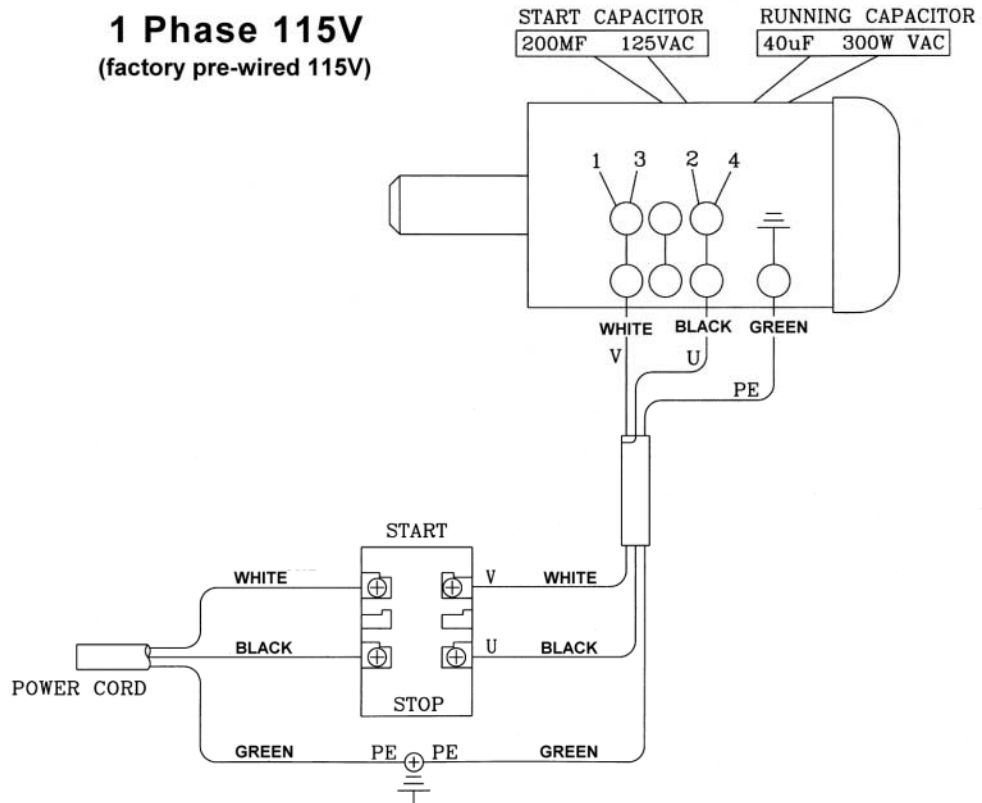 1 Phase 115V
(factory pre-wired 115V)
START CAPACITOR
200MF 125VAC
RUNNING CAPACITOR
40uF 300W VAC
1 3 2 4
WHITE BLACK GREEN
V U
PE
START
WHITE V WHITE
BLACK U BLACK
POWER CORD
STOP
GREEN PE PE GREEN